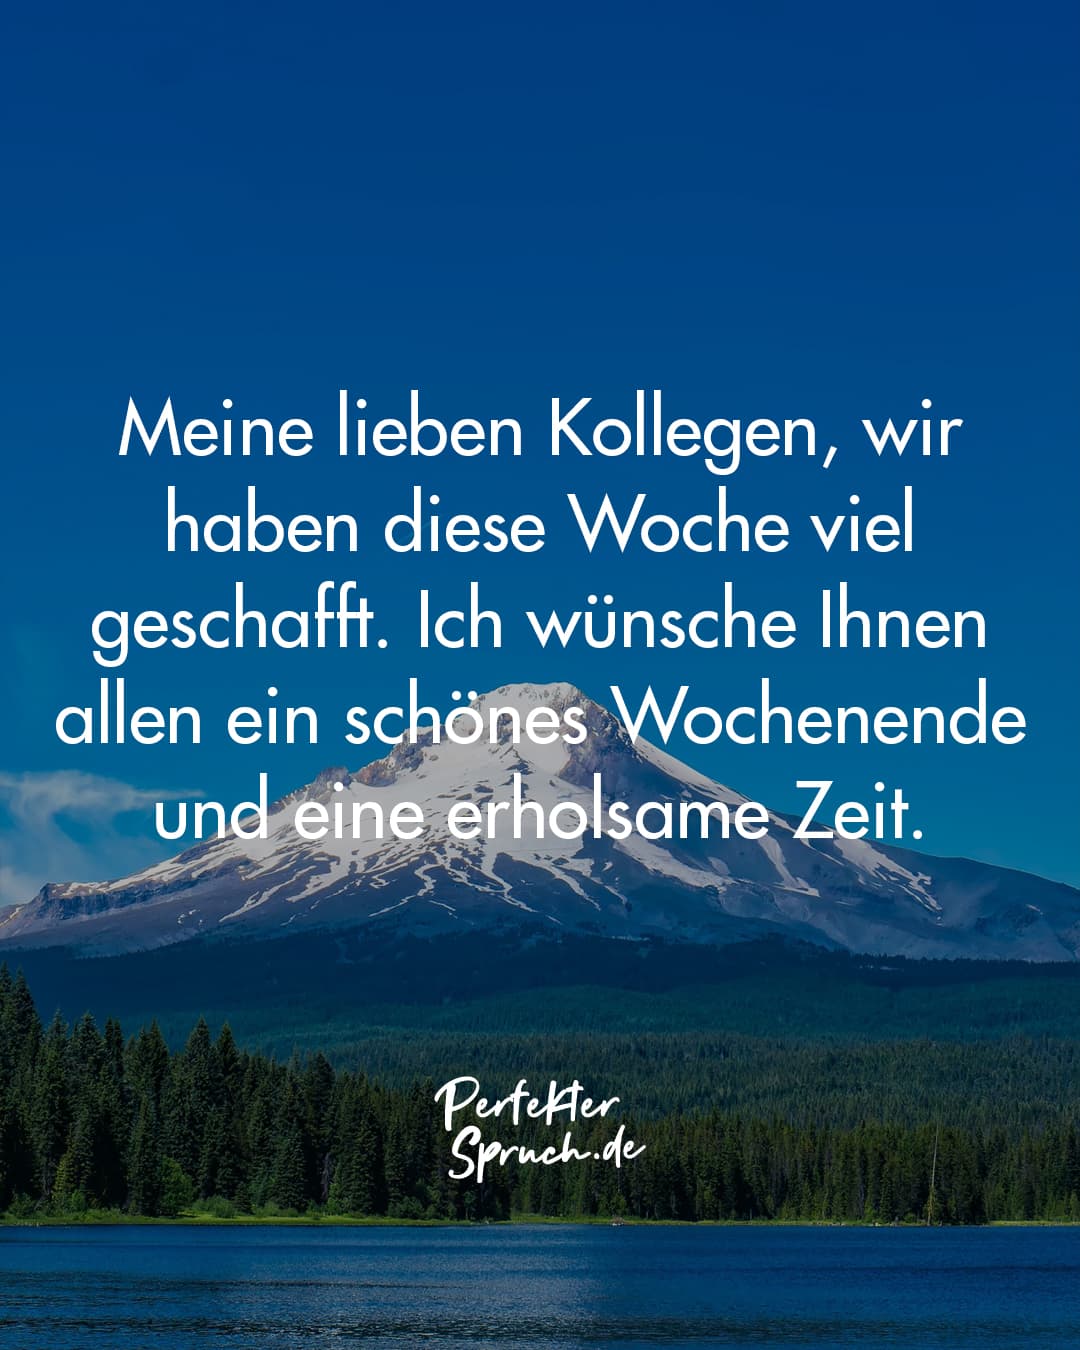 Meine lieben Kollegen, wir
haben diese Woche viel
geschafft. Ich wünsche Ihnen
allen ein schönes Wochenende
und eine erholsame Zeit.
Perfekter
Spruch.de